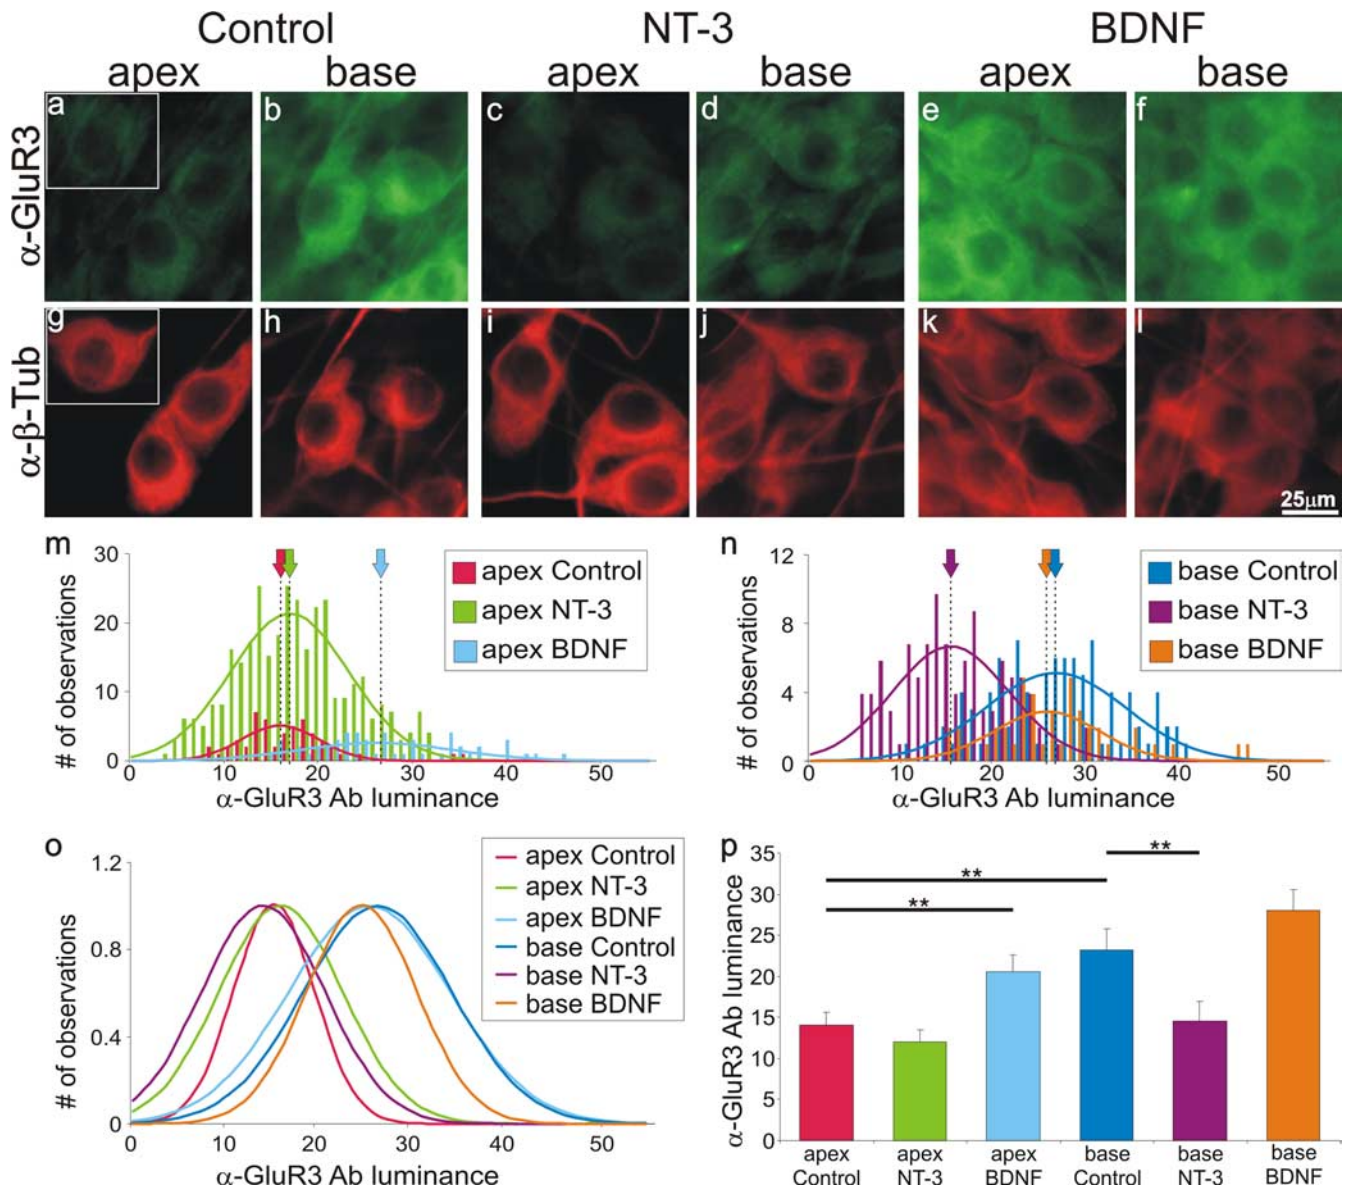 Control NT-3 BDNF
apex base apex base apex base
α-GluR3
a b c d e f
α-β-Tub
g h i j k l
25μm
m
# of observations
30
20
10
0
0 10 20 30 40 50
α-GluR3 Ab luminance
apex Control
apex NT-3
apex BDNF
n
# of observations
12
8
4
0
0 10 20 30 40 50
α-GluR3 Ab luminance
base Control
base NT-3
base BDNF
o
# of observations
1.2
0.8
0.4
0
0 10 20 30 40 50
α-GluR3 Ab luminance
apex Control
apex NT-3
apex BDNF
base Control
base NT-3
base BDNF
p
α-GluR3 Ab luminance
35
30
25
20
15
10
5
0
**
**
**
apex apex apex base base base
Control NT-3 BDNF Control NT-3 BDNF